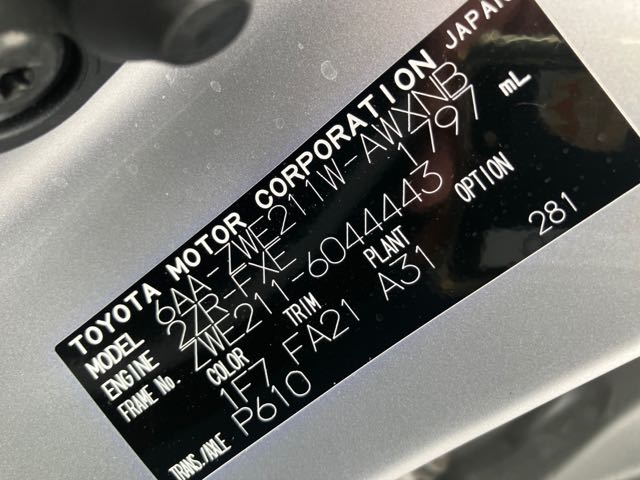 TOYOTA MOTOR CORPORATION JAPAN
MODEL 6AA-ZWE211W-AWXNB
ENGINE 2ZR-FXE 1797 mL
FRAME No. ZWE211-6044443
COLOR TRIM PLANT OPTION
1F7 FA21 A31 281
TRANS./AXLE P610